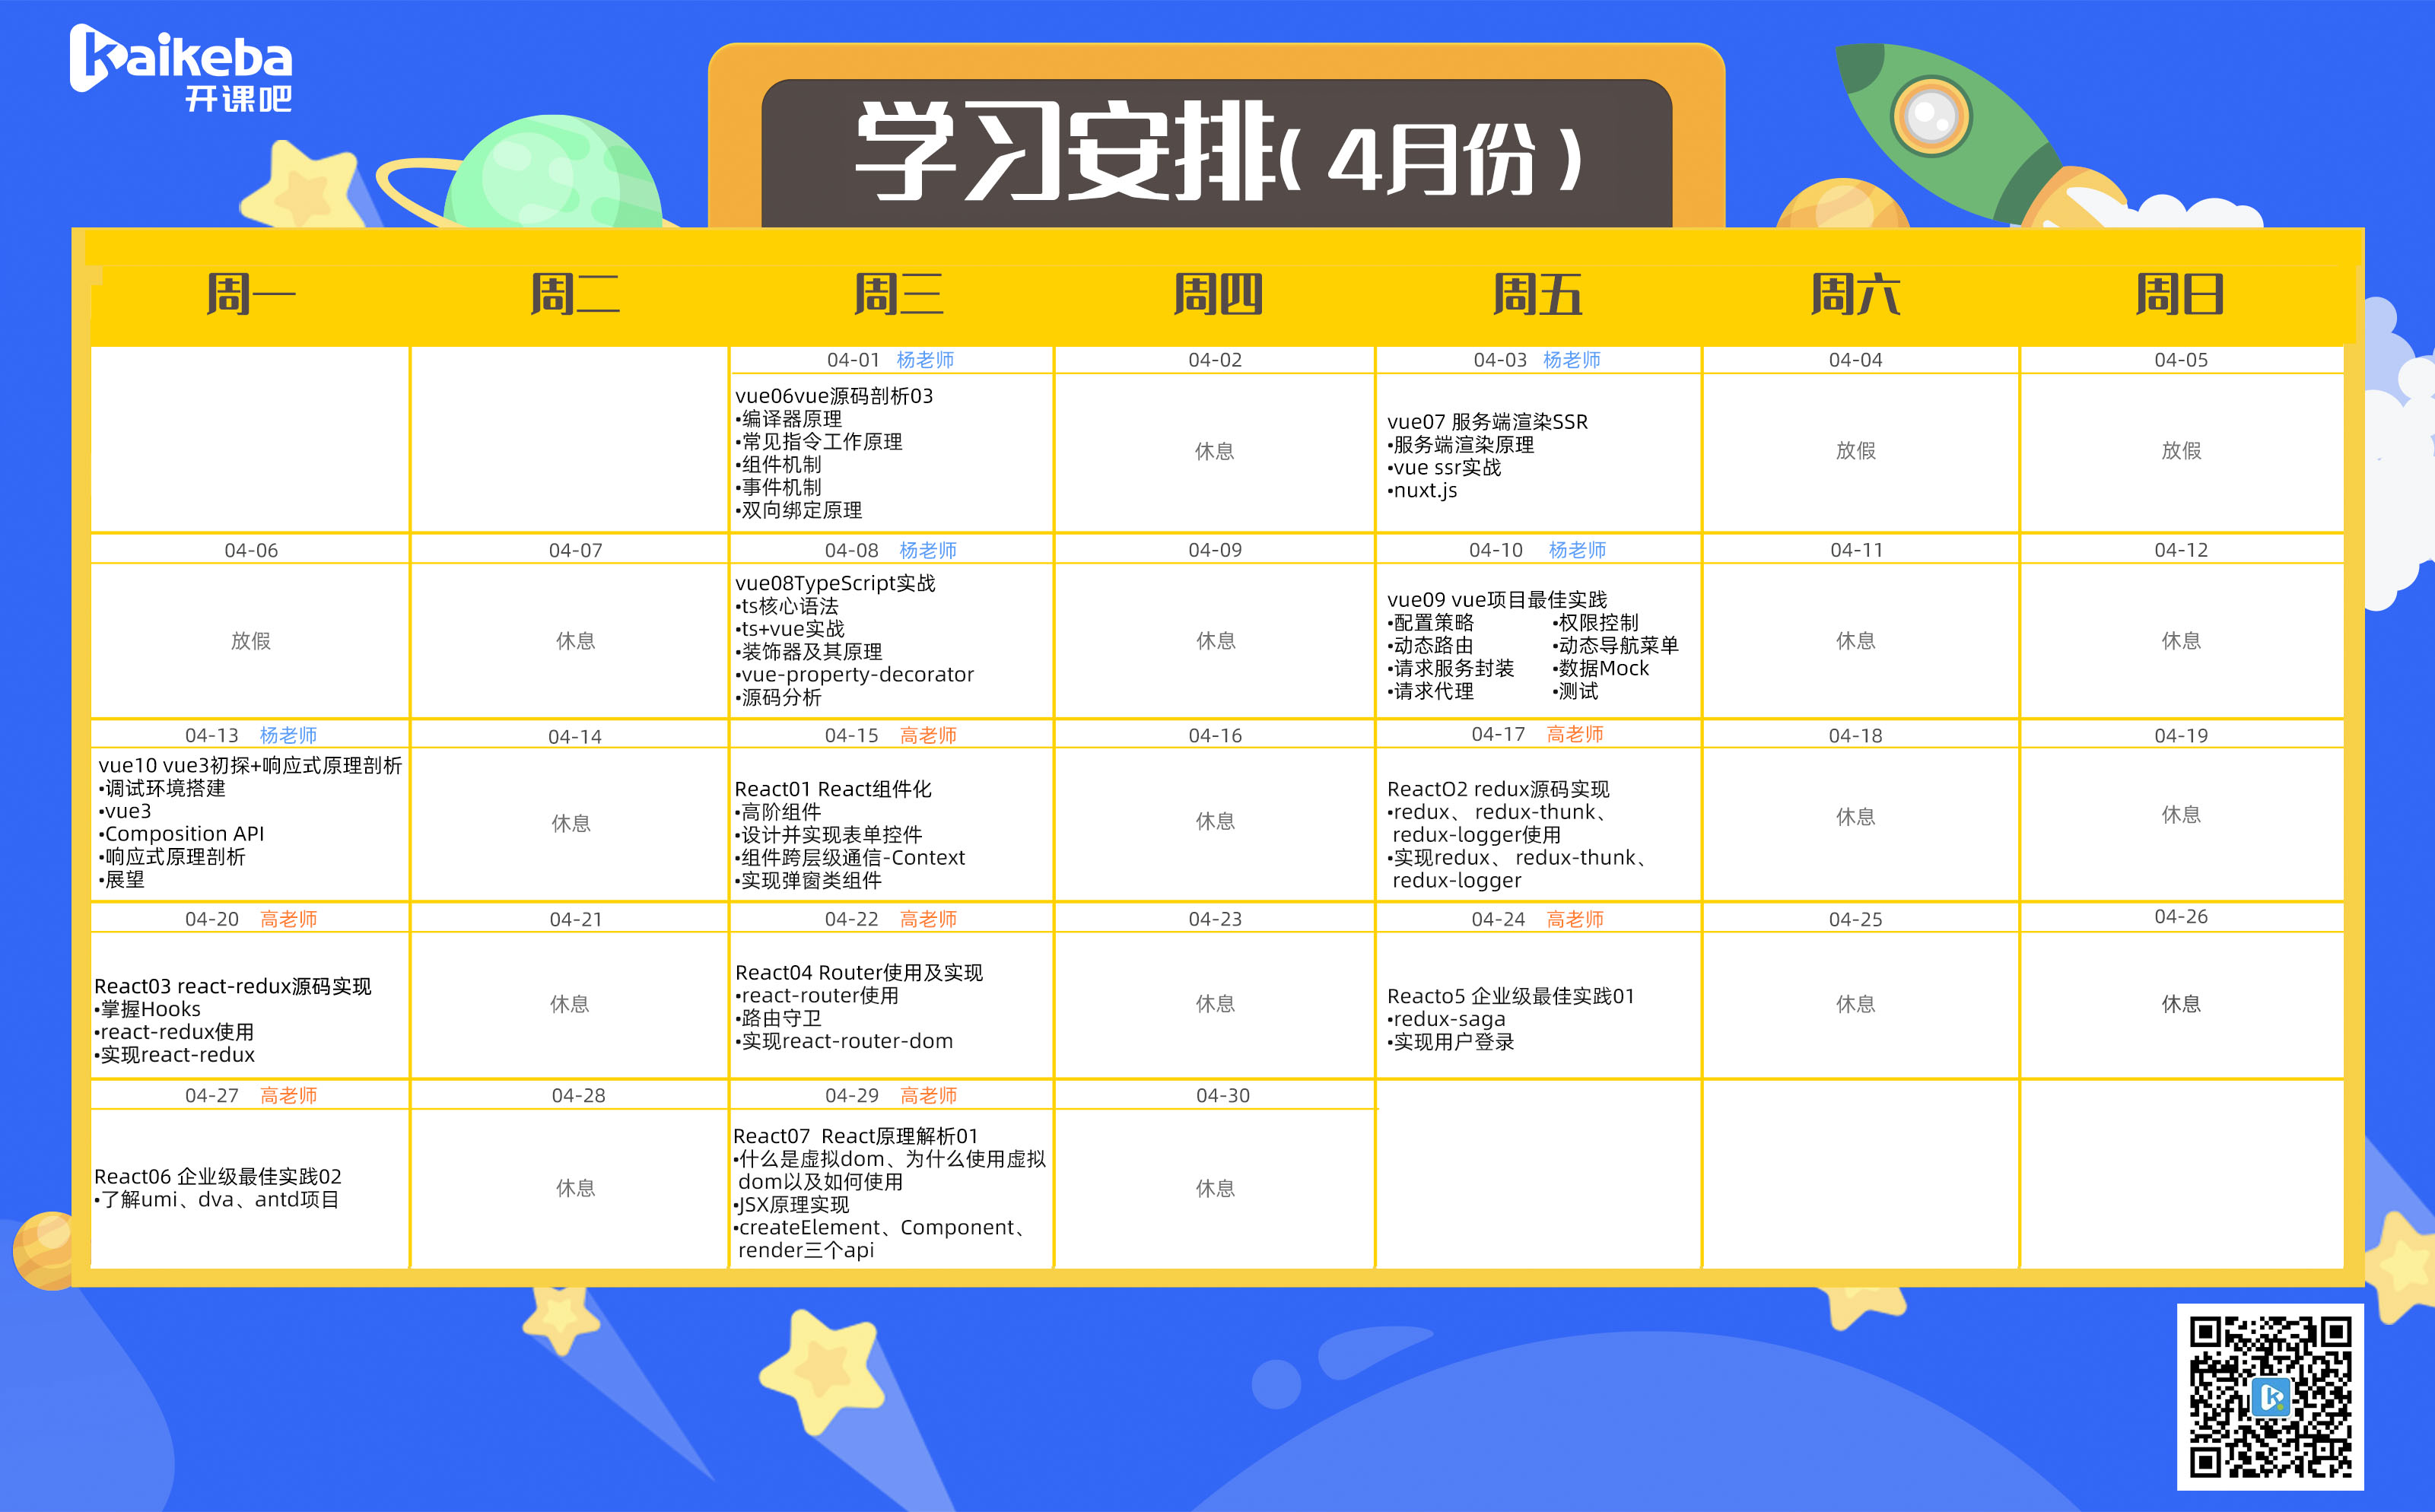 kaikeba
开课吧
学习安排(4月份)
周一 周二 周三 周四 周五 周六 周日
04-01 杨老师
vue06vue源码剖析03
•编译器原理
•常见指令工作原理
•组件机制
•事件机制
•双向绑定原理
04-02
休息
04-03 杨老师
vue07 服务端渲染SSR
•服务端渲染原理
•vue ssr实战
•nuxt.js
04-04
放假
04-05
放假
04-06
放假
04-07
休息
04-08 杨老师
vue08TypeScript实战
•ts核心语法
•ts+vue实战
•装饰器及其原理
•vue-property-decorator
•源码分析
04-09
休息
04-10 杨老师
vue09 vue项目最佳实践
•配置策略 •权限控制
•动态路由 •动态导航菜单
•请求服务封装 •数据Mock
•请求代理 •测试
04-11
休息
04-12
休息
04-13 杨老师
vue10 vue3初探+响应式原理剖析
•调试环境搭建
•vue3
•Composition API
•响应式原理剖析
•展望
04-14
休息
04-15 高老师
React01 React组件化
•高阶组件
•设计并实现表单控件
•组件跨层级通信-Context
•实现弹窗类组件
04-16
休息
04-17 高老师
ReactO2 redux源码实现
•redux、 redux-thunk、
redux-logger使用
•实现redux、 redux-thunk、
redux-logger
04-18
休息
04-19
休息
04-20 高老师
React03 react-redux源码实现
•掌握Hooks
•react-redux使用
•实现react-redux
04-21
休息
04-22 高老师
React04 Router使用及实现
•react-router使用
•路由守卫
•实现react-router-dom
04-23
休息
04-24 高老师
Reacto5 企业级最佳实践01
•redux-saga
•实现用户登录
04-25
休息
04-26
休息
04-27 高老师
React06 企业级最佳实践02
•了解umi、dva、antd项目
04-28
休息
04-29 高老师
React07 React原理解析01
•什么是虚拟dom、为什么使用虚拟
dom以及如何使用
•JSX原理实现
•createElement、Component、
render三个api
04-30
休息